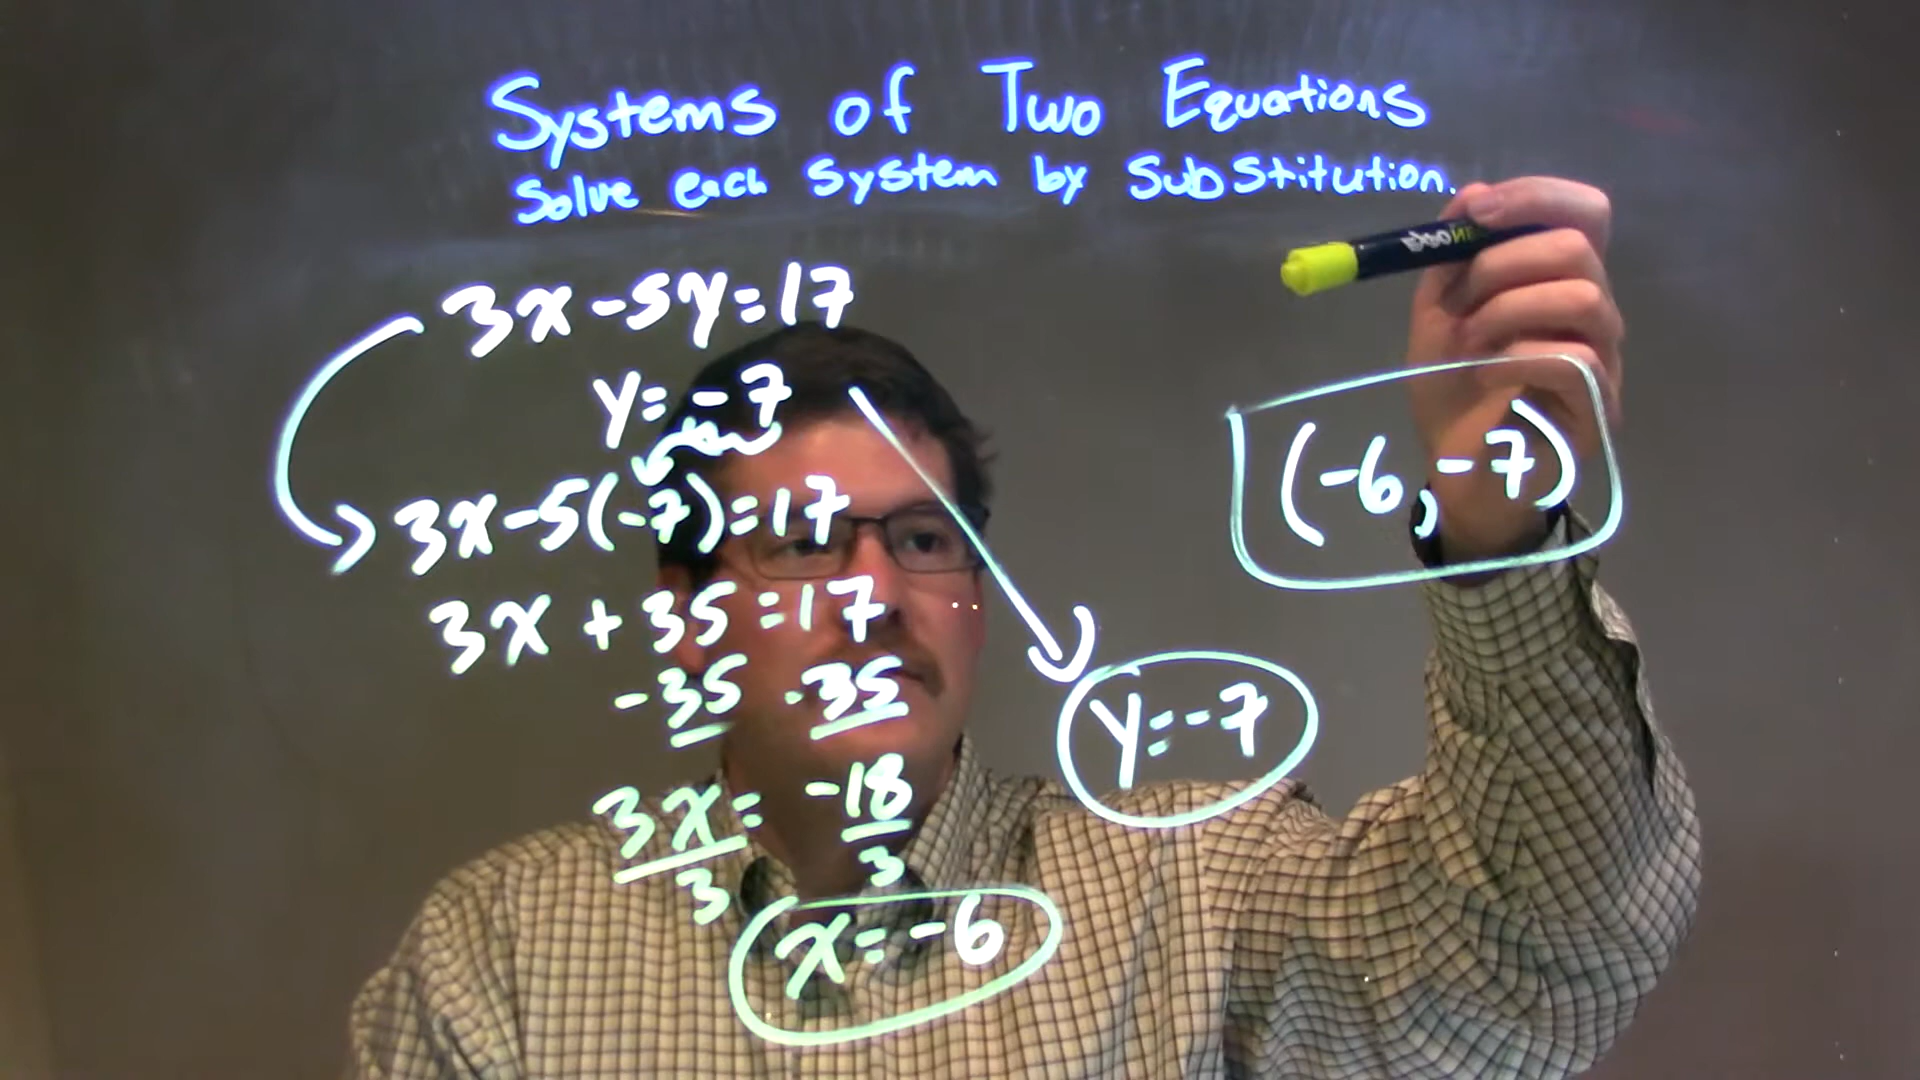 Systems of Two Equations
Solve each system by substitution.
3x-5y=17
y=-7
3x-5(-7)=17
3x+35=17
-35 -35
3x= -18
3 3
x=-6
y=-7
(-6,-7)